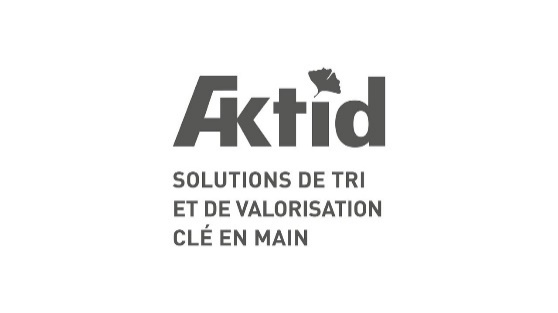 Aktid
SOLUTIONS DE TRI
ET DE VALORISATION
CLÉ EN MAIN